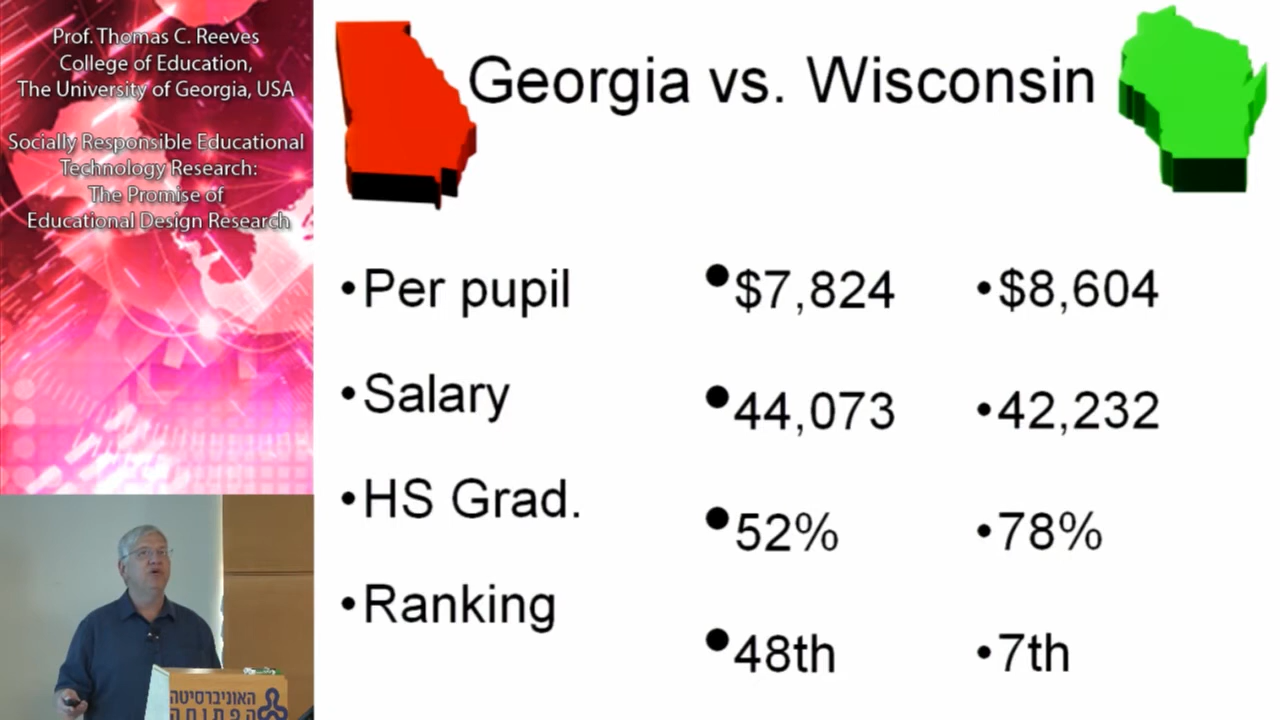 Prof. Thomas C. Reeves
College of Education,
The University of Georgia, USA
Socially Responsible Educational
Technology Research:
The Promise of
Educational Design Research
Georgia vs. Wisconsin
•Per pupil •$7,824 •$8,604
•Salary •44,073 •42,232
•HS Grad. •52% •78%
•Ranking •48th •7th
האוניברסיטה
הפתוחה